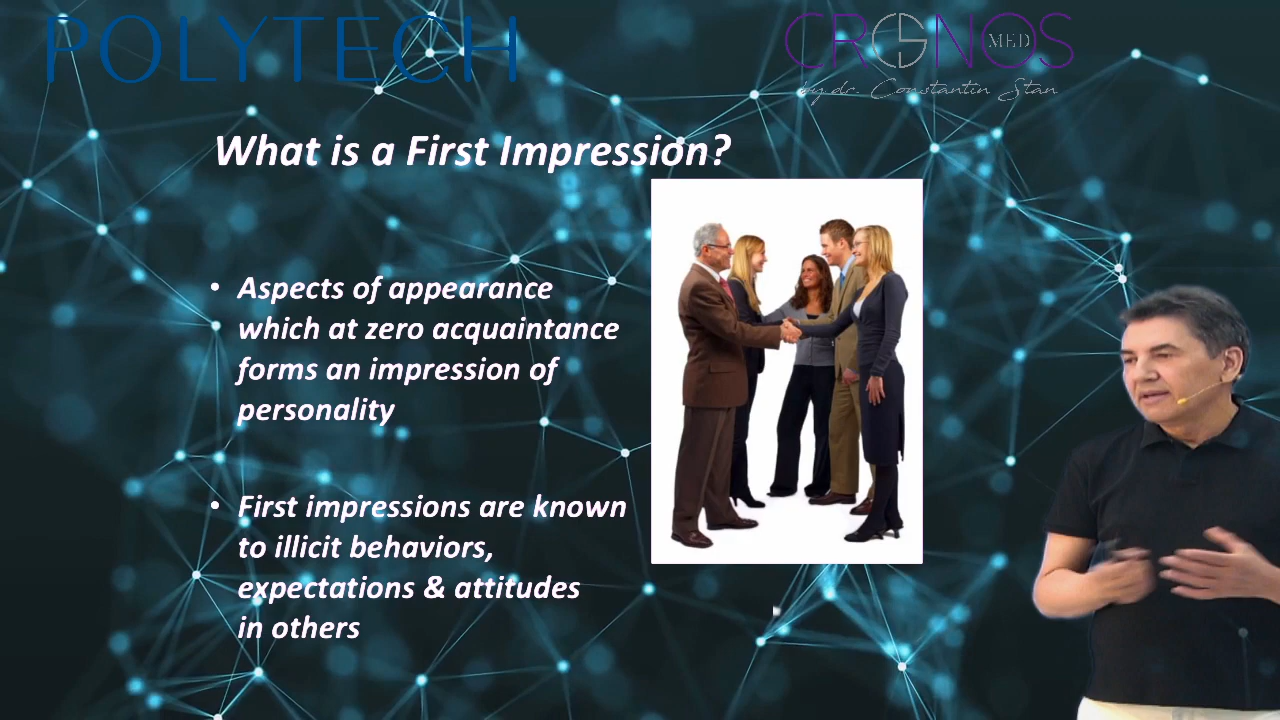 POLYTECH
CRONOS
MED
by dr. Constantin Stan
What is a First Impression?
• Aspects of appearance
which at zero acquaintance
forms an impression of
personality
• First impressions are known
to illicit behaviors,
expectations & attitudes
in others